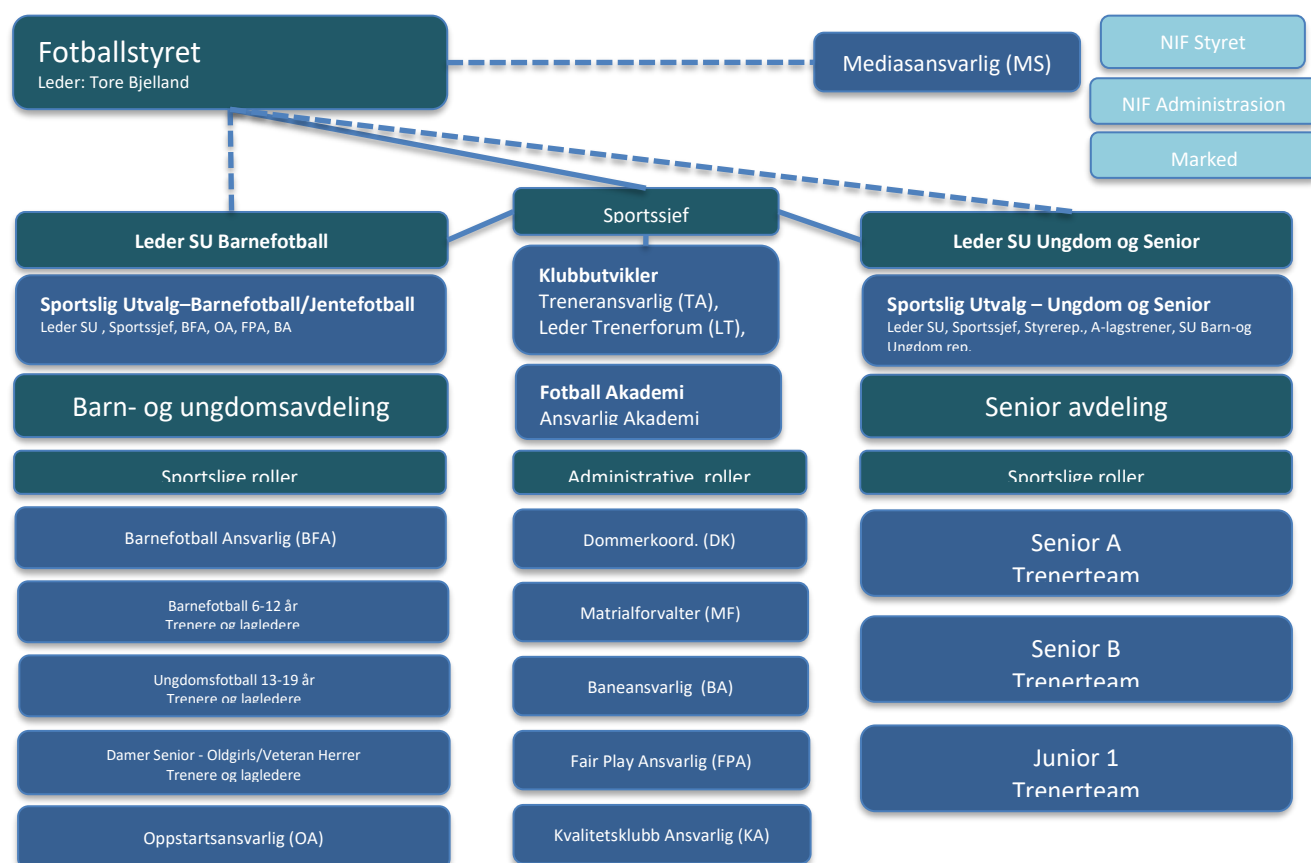 Fotballstyret
Leder: Tore Bjelland
Mediasansvarlig (MS)
NIF Styret
NIF Administrasion
Marked
Sportssjef
Leder SU Barnefotball
Leder SU Ungdom og Senior
Sportslig Utvalg–Barnefotball/Jentefotball
Leder SU , Sportssjef, BFA, OA, FPA, BA
Klubbutvikler
Treneransvarlig (TA),
Leder Trenerforum (LT),
Sportslig Utvalg – Ungdom og Senior
Leder SU, Sportssjef, Styrerep., A-lagstrener, SU Barn-og
Ungdom rep.
Barn- og ungdomsavdeling
Fotball Akademi
Ansvarlig Akademi
Senior avdeling
Sportslige roller
Administrative roller
Sportslige roller
Barnefotball Ansvarlig (BFA)
Barnefotball 6-12 år
Trenere og lagledere
Ungdomsfotball 13-19 år
Trenere og lagledere
Damer Senior - Oldgirls/Veteran Herrer
Trenere og lagledere
Oppstartsansvarlig (OA)
Dommerkoord. (DK)
Matrialforvalter (MF)
Baneansvarlig (BA)
Fair Play Ansvarlig (FPA)
Kvalitetsklubb Ansvarlig (KA)
Senior A
Trenerteam
Senior B
Trenerteam
Junior 1
Trenerteam